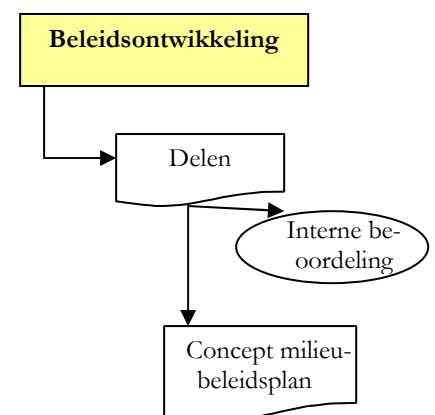 Beleidsontwikkeling
Delen
Interne be-
oordeling
Concept milieu-
beleidsplan